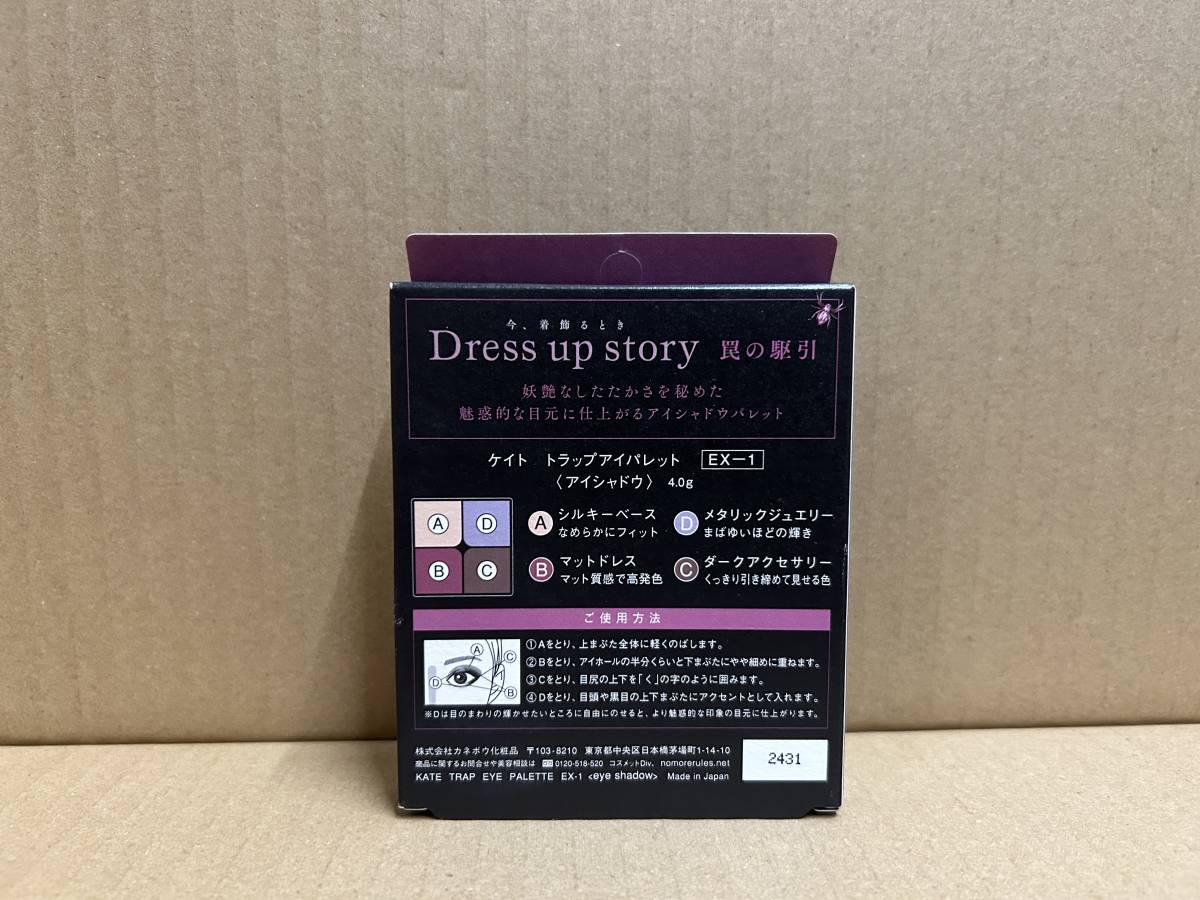 今、着飾るとき
Dress up story 罠の駆引
妖艶なしたたかさを秘めた
魅惑的な目元に仕上がるアイシャドウパレット
ケイト トラップアイパレット EX-1
〈アイシャドウ〉 4.0g
A D
B C
A シルキーベース
なめらかにフィット
D メタリックジュエリー
まばゆいほどの輝き
B マットドレス
マット質感で高発色
C ダークアクセサリー
くっきり引き締めて見せる色
ご使用方法
A
C
D
B
①Aをとり、上まぶた全体に軽くのばします。
②Bをとり、アイホールの半分くらいと下まぶたにやや細めに重ねます。
③Cをとり、目尻の上下を「く」の字のように囲みます。
④Dをとり、目頭や黒目の上下まぶたにアクセントとして入れます。
※Dは目のまわりの輝かせたいところに自由にのせると、より魅惑的な印象の目元に仕上がります。
株式会社カネボウ化粧品 〒103-8210 東京都中央区日本橋茅場町1-14-10
商品に関するお問合せや美容相談は 0120-518-520 コスメットDiv. nomorerules.net
KATE TRAP EYE PALETTE EX-1 <eye shadow> Made in Japan
2431